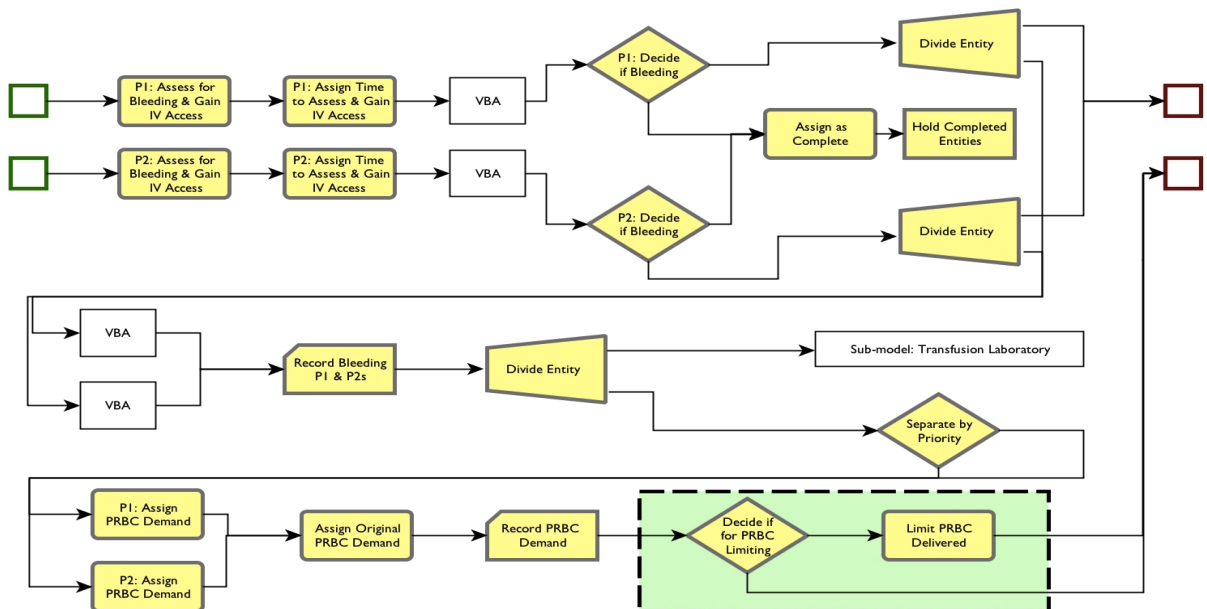 P1: Assess for
Bleeding & Gain
IV Access
P1: Assign Time
to Assess & Gain
IV Access
VBA
P1: Decide
if Bleeding
Divide Entity
Assign as
Complete
Hold Completed
Entities
P2: Assess for
Bleeding & Gain
IV Access
P2: Assign Time
to Assess & Gain
IV Access
VBA
P2: Decide
if Bleeding
Divide Entity
VBA
VBA
Record Bleeding
P1 & P2s
Divide Entity
Sub-model: Transfusion Laboratory
Separate by
Priority
P1: Assign
PRBC Demand
P2: Assign
PRBC Demand
Assign Original
PRBC Demand
Record PRBC
Demand
Decide if
for PRBC
Limiting
Limit PRBC
Delivered